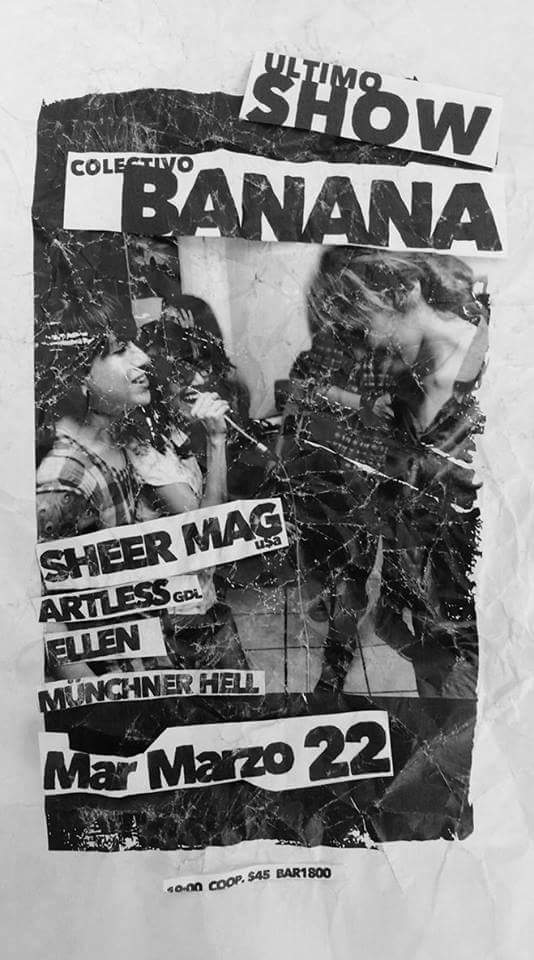 ULTIMO
SHOW
COLECTIVO
BANANA
SHEER MAG
usa
ARTLESS GDL
ELLEN
MÜNCHNER HELL
Mar Marzo 22
19:00 COOP. $45 BAR1800